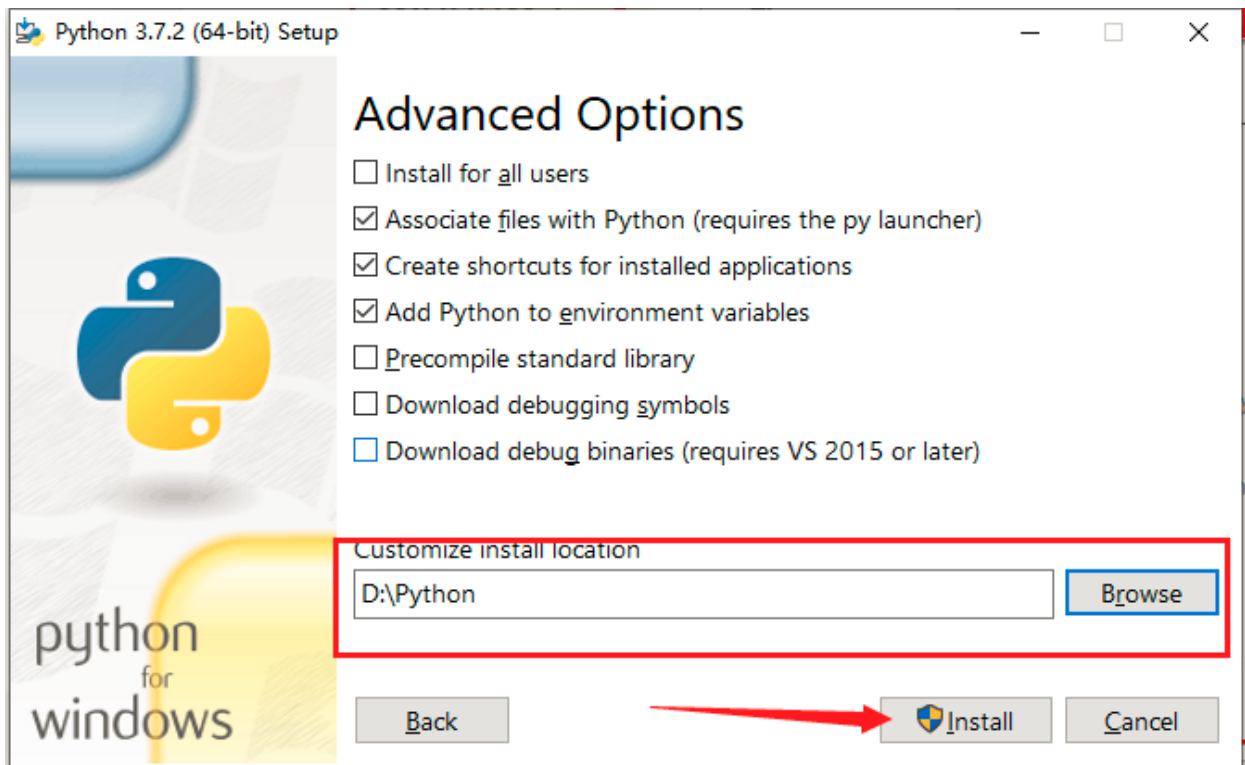 Python 3.7.2 (64-bit) Setup
Advanced Options
Install for all users
Associate files with Python (requires the py launcher)
Create shortcuts for installed applications
Add Python to environment variables
Precompile standard library
Download debugging symbols
Download debug binaries (requires VS 2015 or later)
Customize install location
D:\Python
Browse
python
for
windows
Back
Install
Cancel